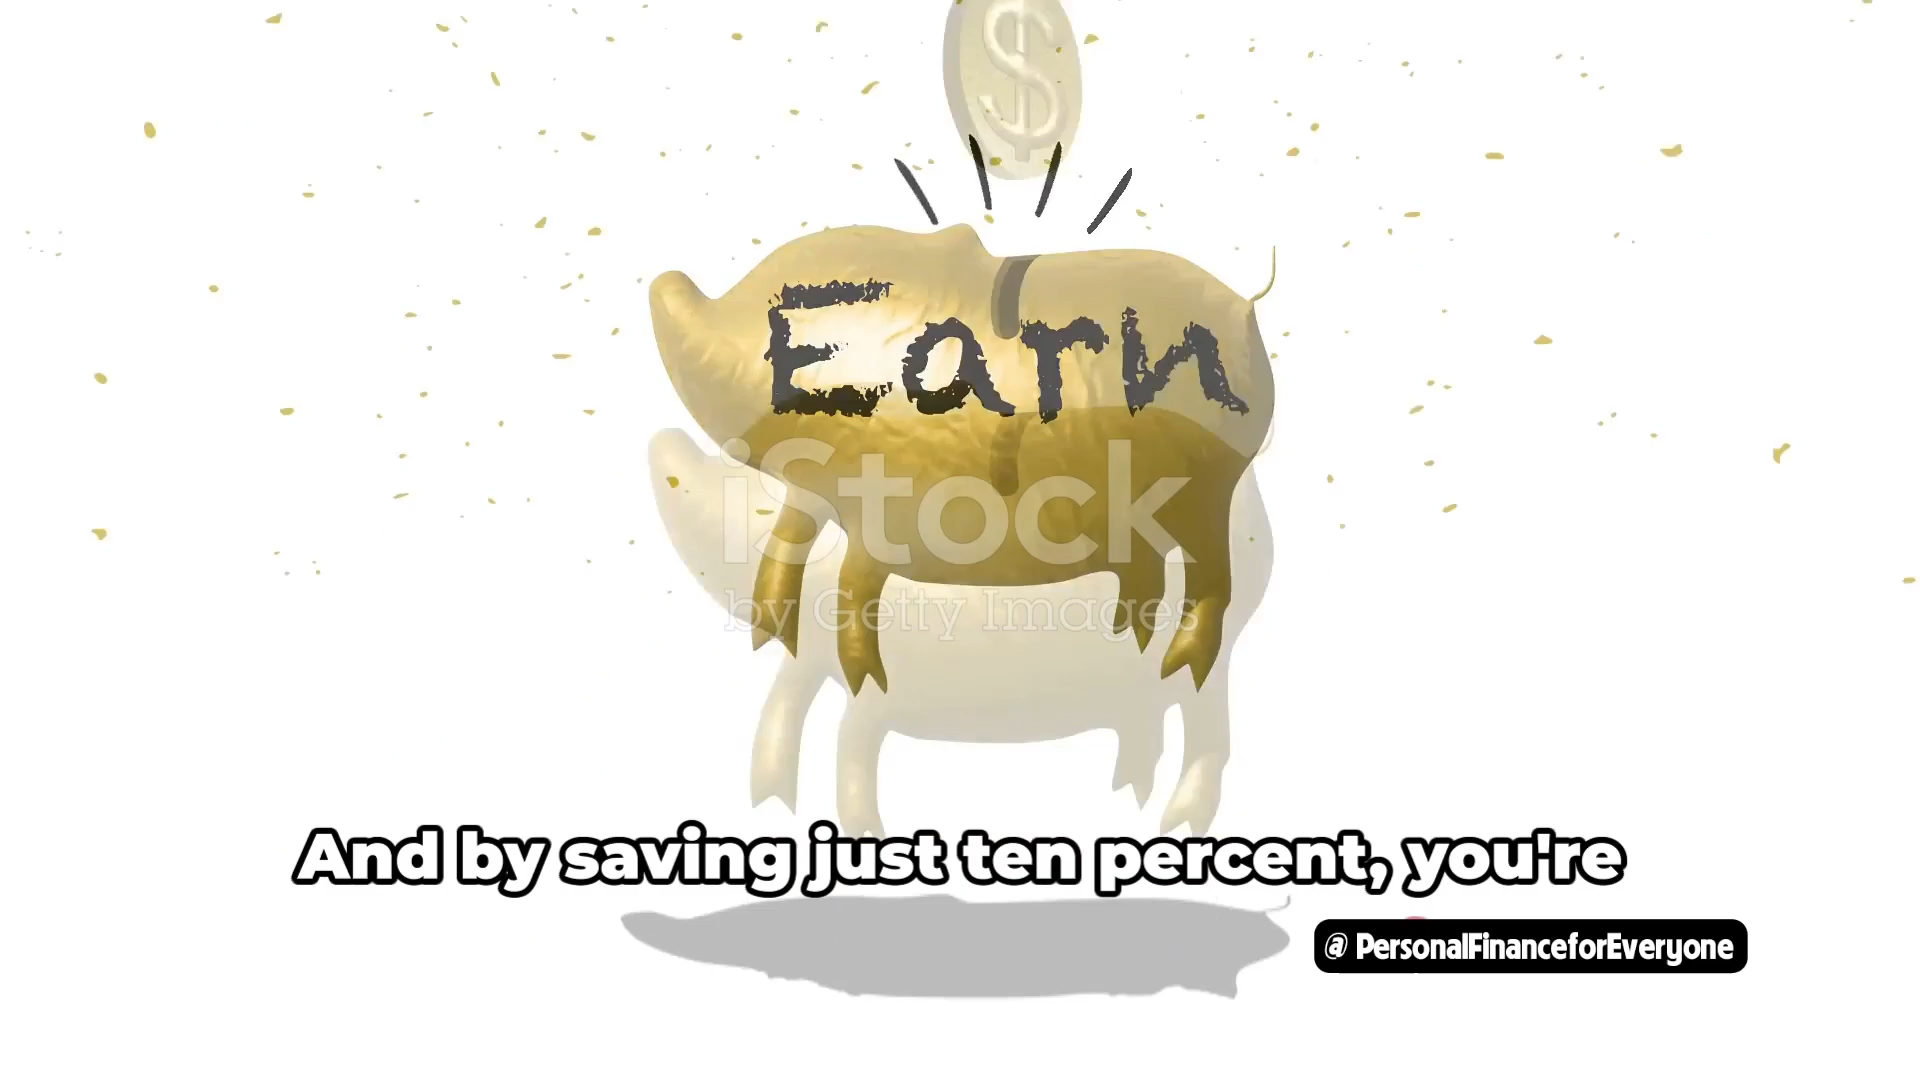 $
Earn
iStock
by Getty Images
And by saving just ten percent, you're
@ PersonalFinanceforEveryone